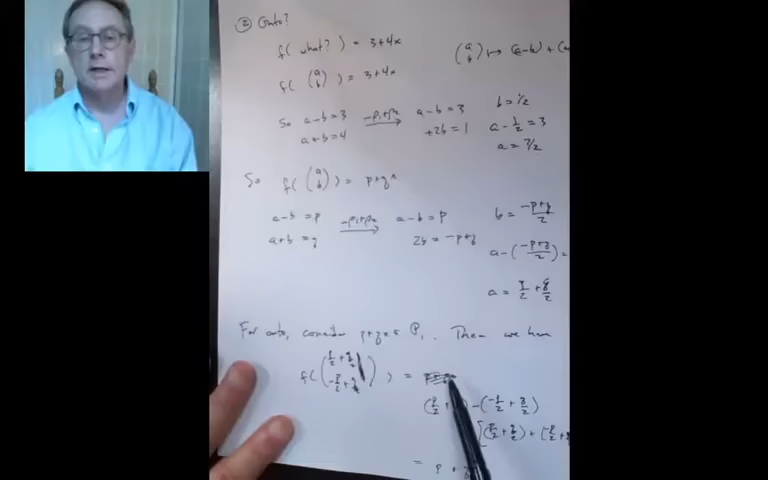 ② Onto?
f( what? ) = 3+4x
(a b) ↦ (a-b) + (a
f( (a b) ) = 3+4x
So a-b=3 -ρ₁+ρ₂ → a-b=3 b=1/2
a+b=4 +2b=1 a-1/2=3
a=7/2
So f( (a b) ) = p+qx
a-b=p -ρ₁+ρ₂ → a-b=p b= (-p+q)/2
a+b=q 2b=-p+q a-((-p+q)/2)=
a= p/2 + q/2
For onto, consider p+qx ∈ P₁. Then we have
f( (p/2+q/2 -p/2+q/2) ) =
(p/2 + ) -(-p/2 + q/2)
[(p/2 + q/2) + (-p/2 +
= p +